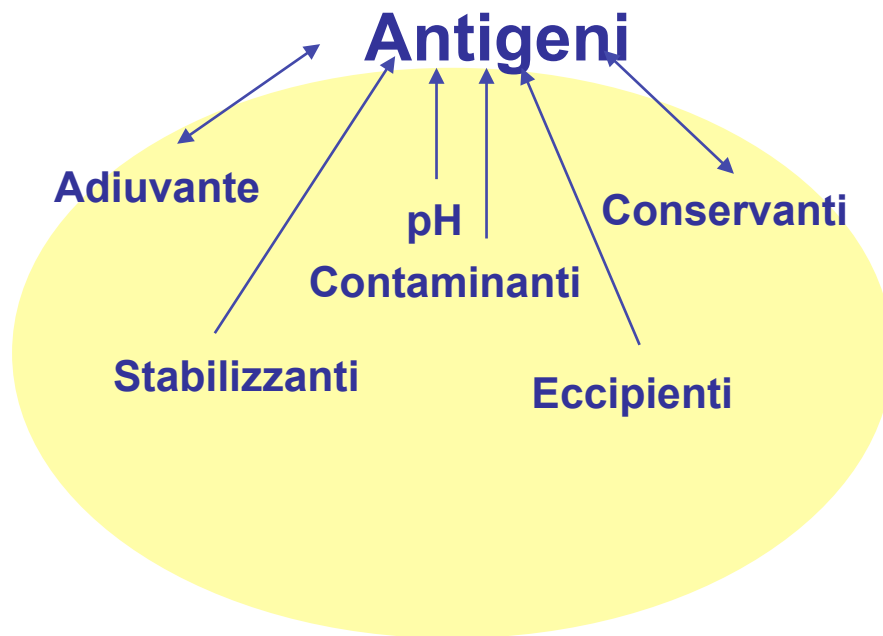 Antigeni
Adiuvante
Conservanti
pH
Contaminanti
Stabilizzanti
Eccipienti